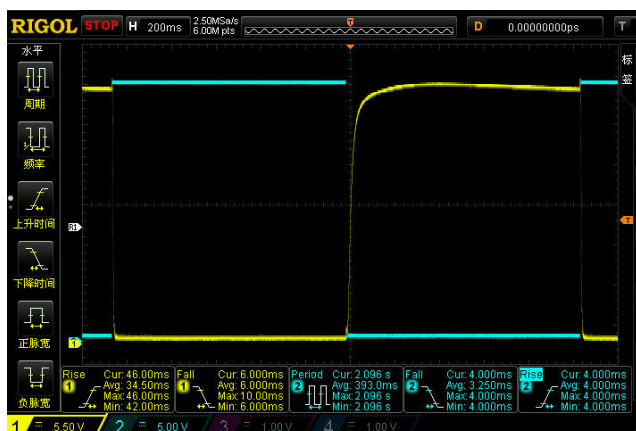 RIGOL STOP H 200ms 2.50MSa/s 6.00M pts D 0.00000000ps T
水平
标签
周期
频率
上升时间
下降时间
正脉宽
负脉宽
R1
T
1
Rise Cur: 46.00ms Fall Cur: 6.000ms Period Cur: 2.096 s Fall Cur: 4.000ms Rise Cur: 4.000ms
1 Avg: 34.50ms 1 Avg: 6.000ms 2 Avg: 393.0ms 2 Avg: 3.250ms 2 Avg: 4.000ms
Max: 46.00ms Max: 10.00ms Max: 2.096 s Max: 4.000ms Max: 4.000ms
Min: 42.00ms Min: 6.000ms Min: 2.096 s Min: 4.000ms Min: 4.000ms
1 = 5.50 V 2 = 5.00 V 3 = 1.00 V 4 = 1.00 V